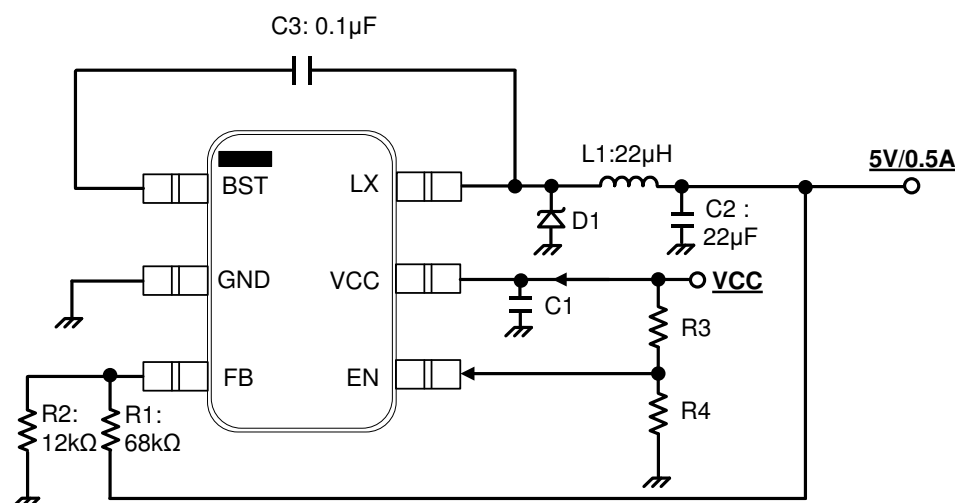 C3: 0.1µF
L1:22µH
5V/0.5A
BST
LX
D1
C2 :
22µF
GND
VCC
C1
VCC
R3
FB
EN
R4
R2:
12kΩ
R1:
68kΩ